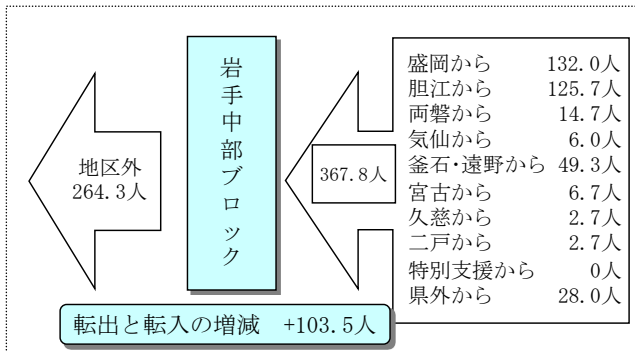 地区外
264.3人
岩手中部ブロック
367.8人
盛岡から 132.0人
胆江から 125.7人
両磐から 14.7人
気仙から 6.0人
釜石・遠野から 49.3人
宮古から 6.7人
久慈から 2.7人
二戸から 2.7人
特別支援から 0人
県外から 28.0人
転出と転入の増減 +103.5人